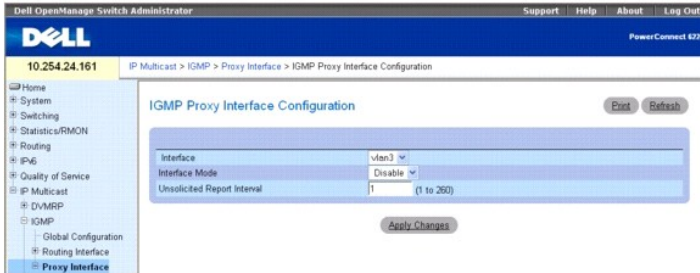 Dell OpenManage Switch Administrator Support Help About Log Out
DELL
PowerConnect 622
10.254.24.161 IP Multicast > IGMP > Proxy Interface > IGMP Proxy Interface Configuration
Home
System
Switching
Statistics/RMON
Routing
IPv6
Quality of Service
IP Multicast
DVMRP
IGMP
Global Configuration
Routing Interface
Proxy Interface
IGMP Proxy Interface Configuration
Print Refresh
Interface vlan3
Interface Mode Disable
Unsolicited Report Interval 1 (1 to 260)
Apply Changes